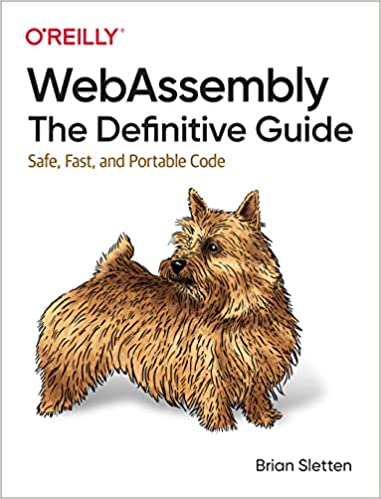 O'REILLY®
WebAssembly
The Definitive Guide
Safe, Fast, and Portable Code
Brian Sletten